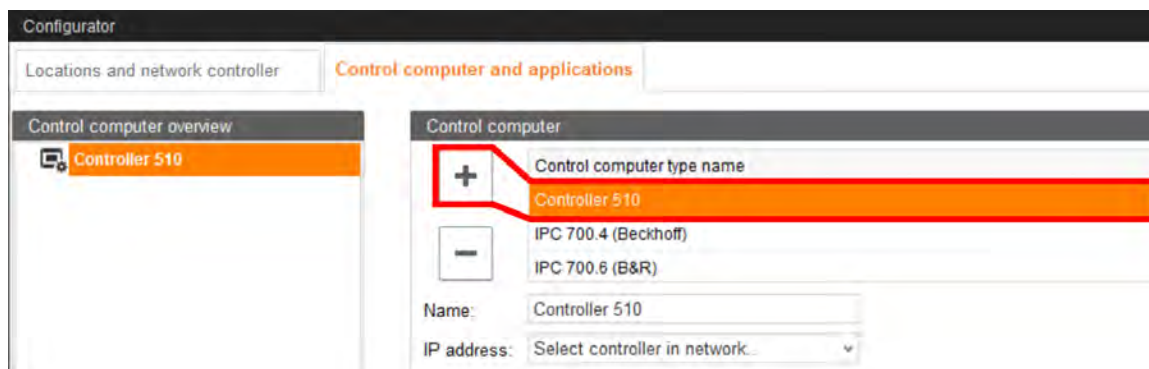 Configurator
Locations and network controller
Control computer and applications
Control computer overview
Controller 510
Control computer
Control computer type name
Controller 510
IPC 700.4 (Beckhoff)
IPC 700.6 (B&R)
Name: Controller 510
IP address: Select controller in network...